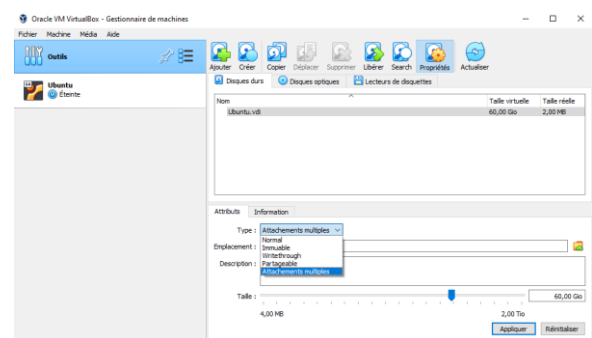 Oracle VM VirtualBox - Gestionnaire de machines
Fichier Machine Média Aide
Outils
Ubuntu
Éteinte
Ajouter Créer Copier Déplacer Supprimer Libérer Search Propriétés Actualiser
Disques durs Disques optiques Lecteurs de disquettes
Nom Taille virtuelle Taille réelle
Ubuntu.vdi 60,00 Gio 2,00 MB
Attributs Information
Type : Attachements multiples
Normal
Emplacement : Immuable
Writethrough
Description : Partageable
Attachements multiples
Taille : 60,00 Gio
4,00 MB 2,00 Tio
Appliquer Réinitialiser